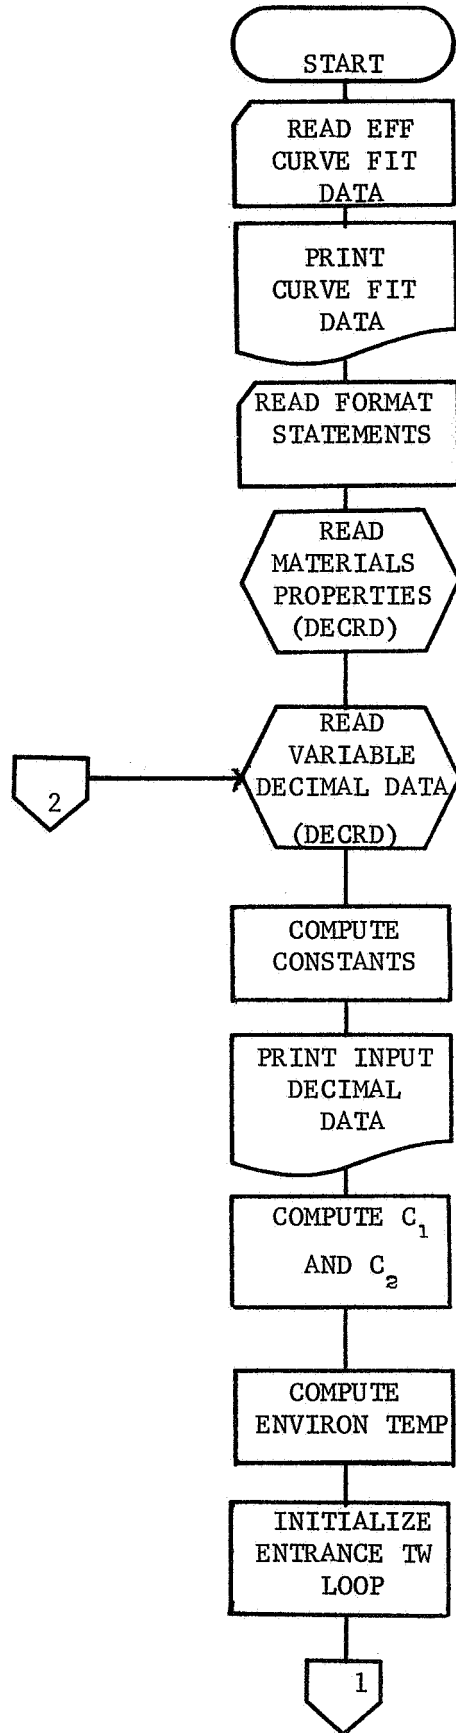 START
READ EFF
CURVE FIT
DATA
PRINT
CURVE FIT
DATA
READ FORMAT
STATEMENTS
READ
MATERIALS
PROPERTIES
(DECRD)
READ
VARIABLE
2
DECIMAL DATA
(DECRD)
COMPUTE
CONSTANTS
PRINT INPUT
DECIMAL
DATA
COMPUTE C₁
AND C₂
COMPUTE
ENVIRON TEMP
INITIALIZE
ENTRANCE TW
LOOP
1